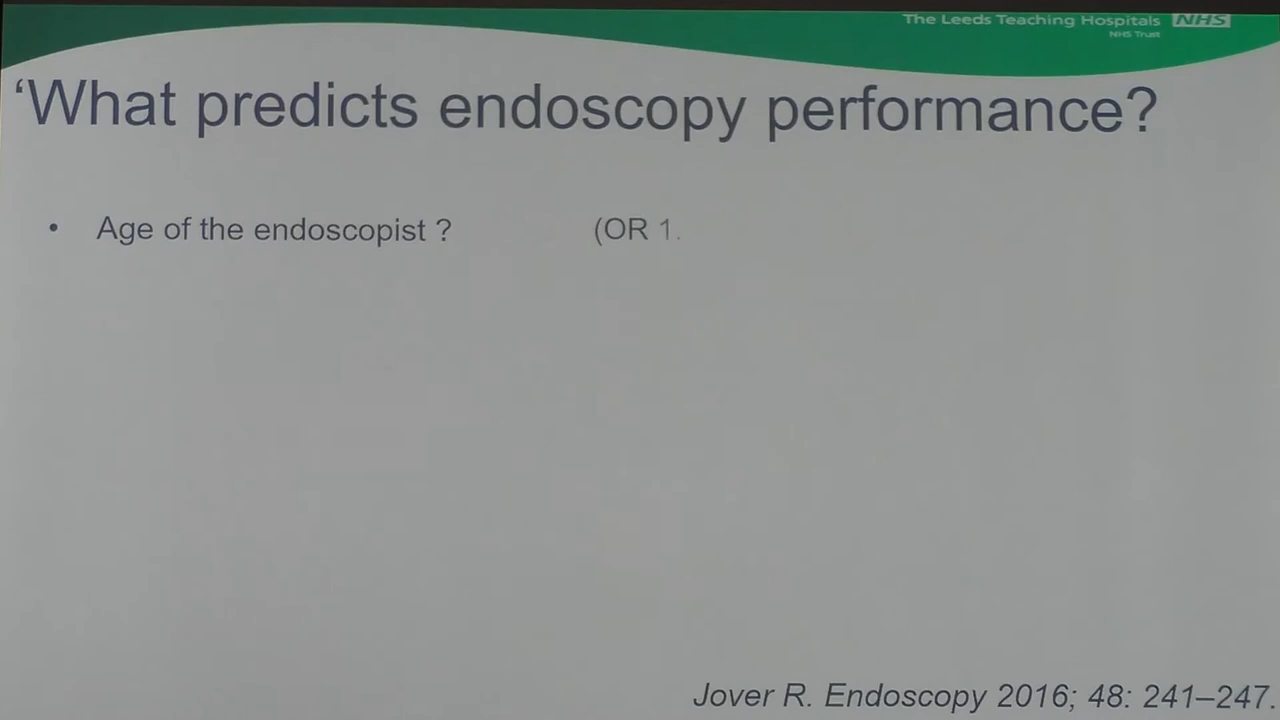 The Leeds Teaching Hospitals NHS
NHS Trust
‘What predicts endoscopy performance?
• Age of the endoscopist ? (OR 1.
Jover R. Endoscopy 2016; 48: 241–247.